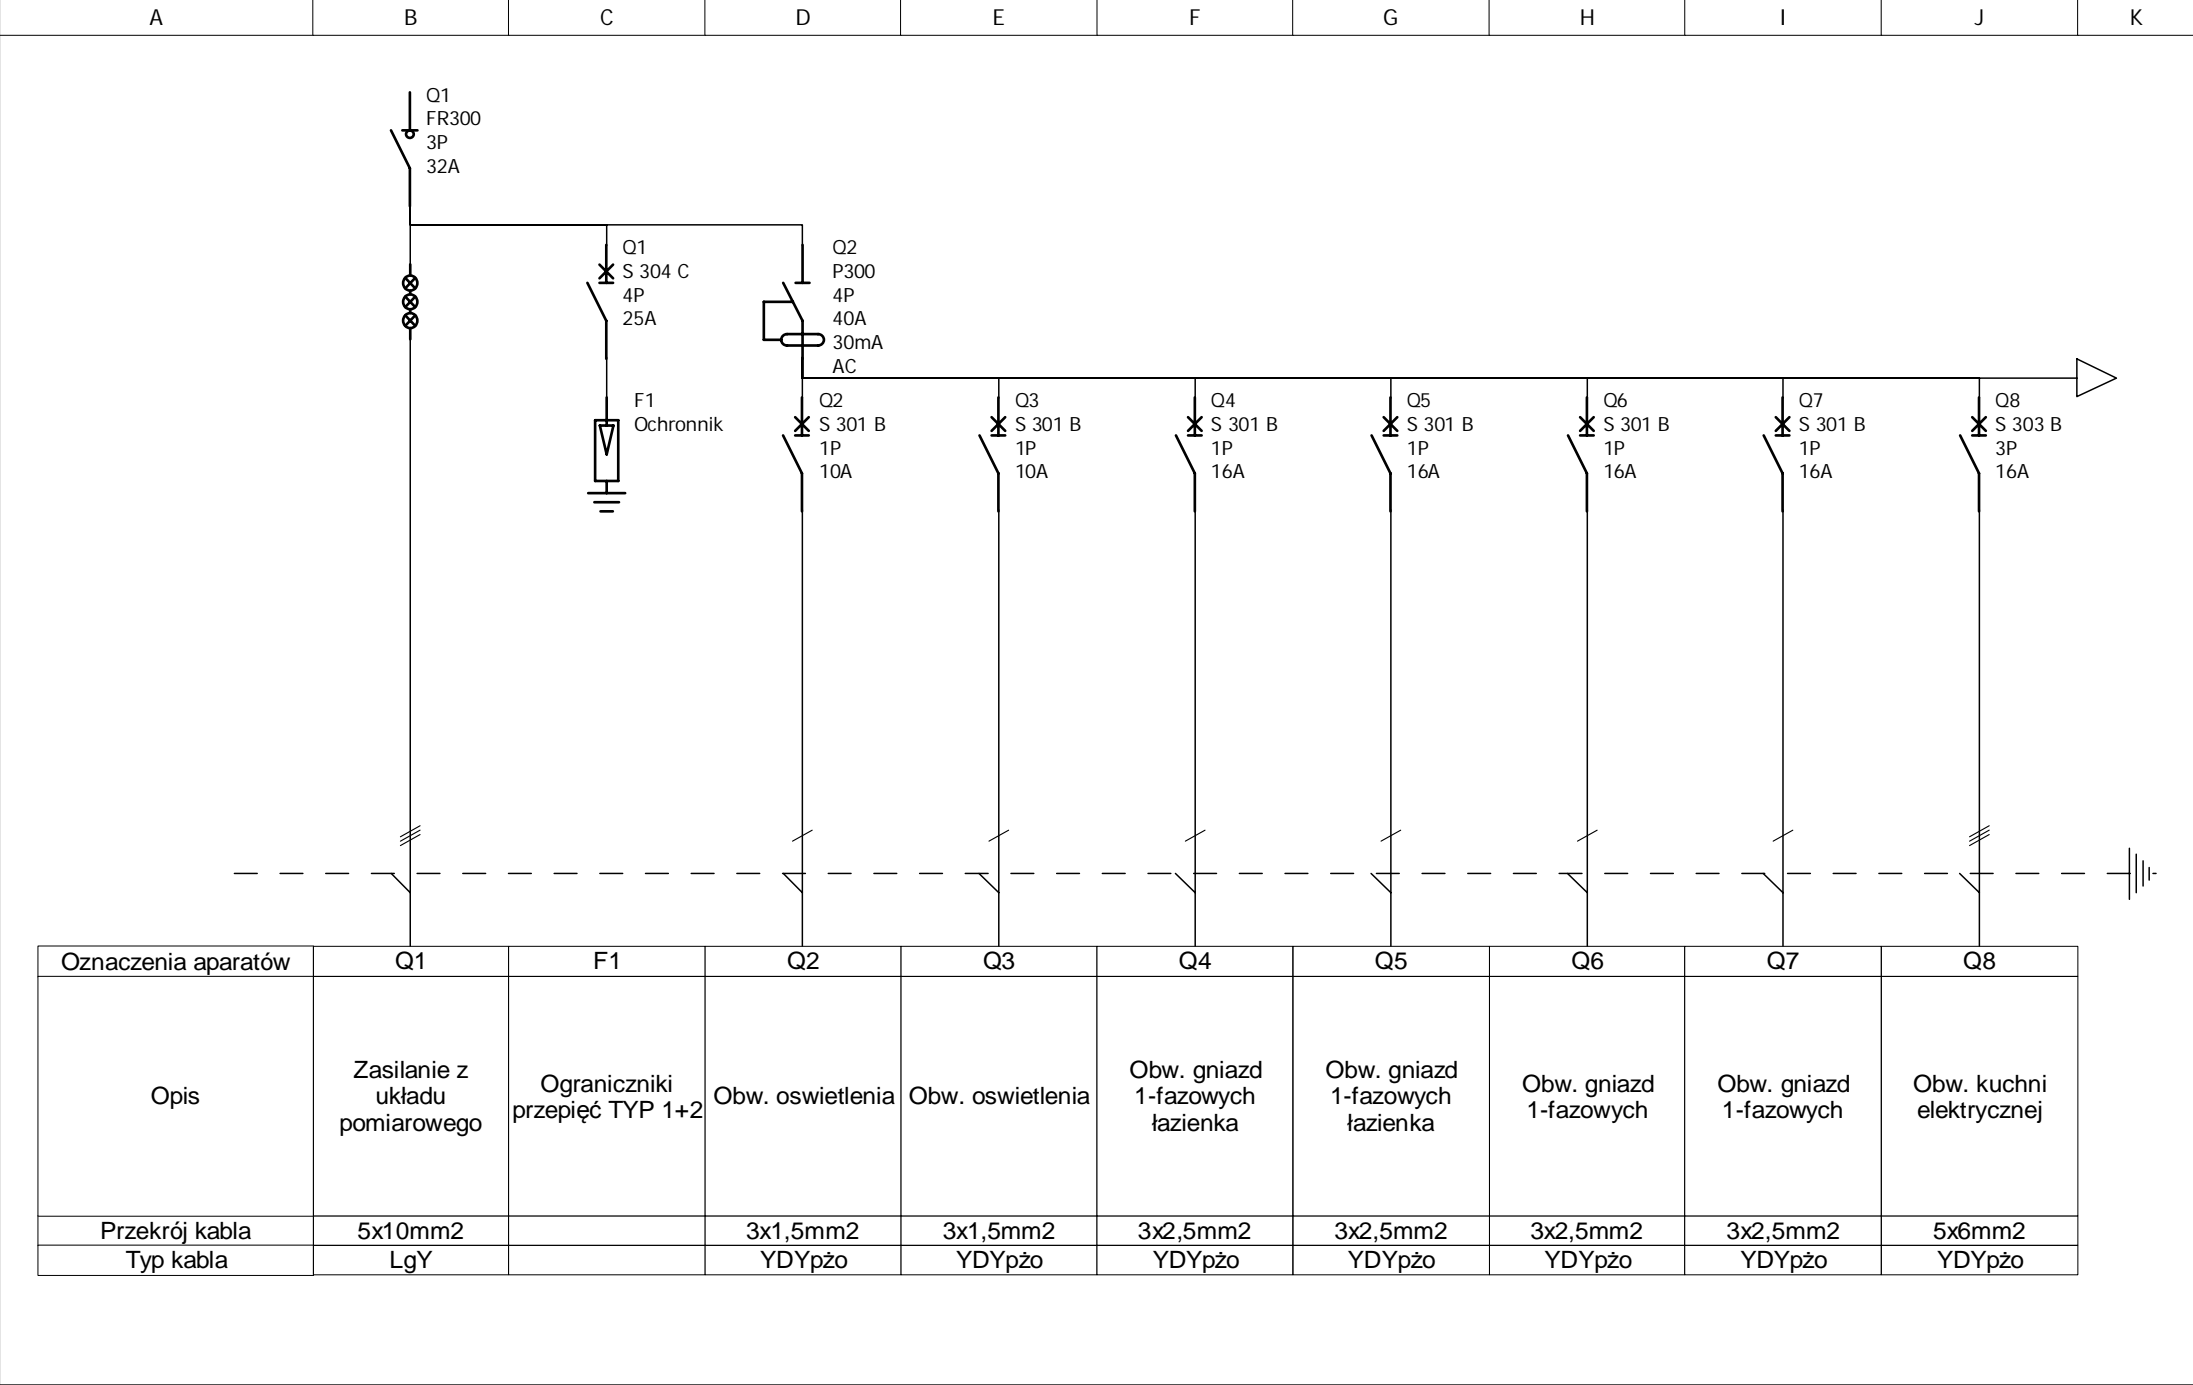 A B C D E F G H I J K
Q1
FR300
3P
32A
Q1
S 304 C
4P
25A
Q2
P300
4P
40A
30mA
AC
F1
Ochronnik
Q2
S 301 B
1P
10A
Q3
S 301 B
1P
10A
Q4
S 301 B
1P
16A
Q5
S 301 B
1P
16A
Q6
S 301 B
1P
16A
Q7
S 301 B
1P
16A
Q8
S 303 B
3P
16A
Oznaczenia aparatów Q1 F1 Q2 Q3 Q4 Q5 Q6 Q7 Q8
Opis
Zasilanie z
układu
pomiarowego
Ograniczniki
przepięć TYP 1+2
Obw. oswietlenia
Obw. oswietlenia
Obw. gniazd
1-fazowych
łazienka
Obw. gniazd
1-fazowych
łazienka
Obw. gniazd
1-fazowych
Obw. gniazd
1-fazowych
Obw. kuchni
elektrycznej
Przekrój kabla 5x10mm2 3x1,5mm2 3x1,5mm2 3x2,5mm2 3x2,5mm2 3x2,5mm2 3x2,5mm2 5x6mm2
Typ kabla LgY YDYpżo YDYpżo YDYpżo YDYpżo YDYpżo YDYpżo YDYpżo